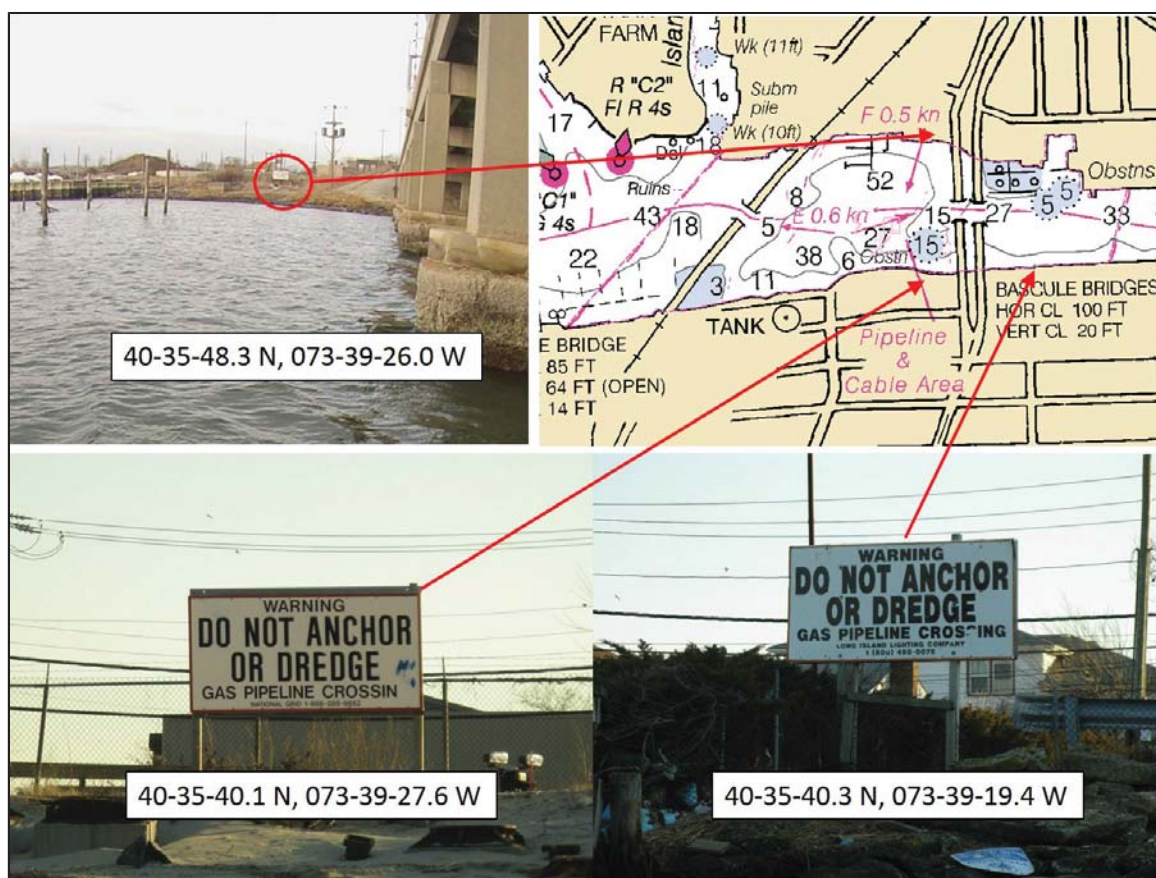 FARM
Island
Wk (11ft)
R "C2"
Fl R 4s
11
Subm
pile
Wk (10ft)
F 0.5 kn
17
18
Ruins
52
Obstns
"C1"
G 4s
43
18
8
5
E 0.6 kn
15
27
5
5
33
22
38
27
15
6
Obstn
3
11
TANK
BASCULE BRIDGES
HOR CL 100 FT
VERT CL 20 FT
E BRIDGE
85 FT
64 FT (OPEN)
14 FT
Pipeline
&
Cable Area
40-35-48.3 N, 073-39-26.0 W
WARNING
DO NOT ANCHOR
OR DREDGE
GAS PIPELINE CROSSIN
NATIONAL GRID
40-35-40.1 N, 073-39-27.6 W
WARNING
DO NOT ANCHOR
OR DREDGE
GAS PIPELINE CROSSING
LONG ISLAND LIGHTING COMPANY
40-35-40.3 N, 073-39-19.4 W